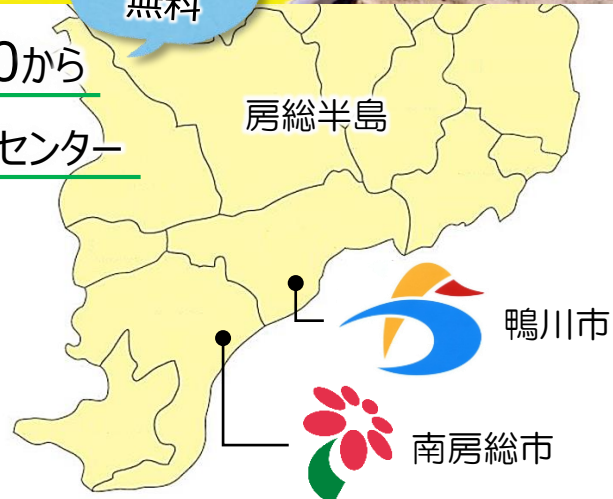 無料
0から
センター
房総半島
鴨川市
南房総市